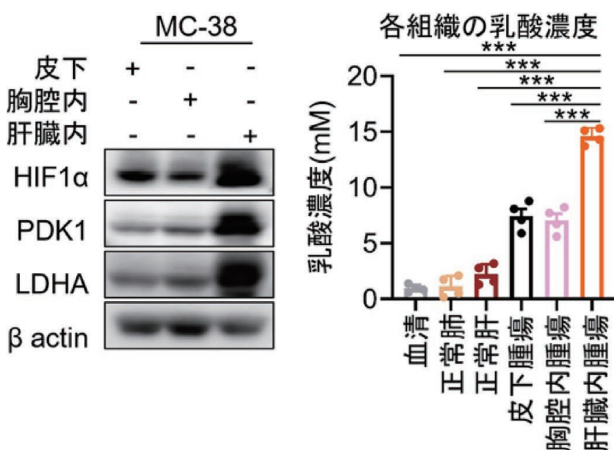 MC-38
皮下 + - -
胸腔内 - + -
肝臓内 - - +
HIF1α
PDK1
LDHA
β actin
各組織の乳酸濃度
***
***
***
***
***
乳酸濃度(mM)
20
15
10
5
0
血清
正常肺
正常肝
皮下腫瘍
胸腔内腫瘍
肝臓内腫瘍